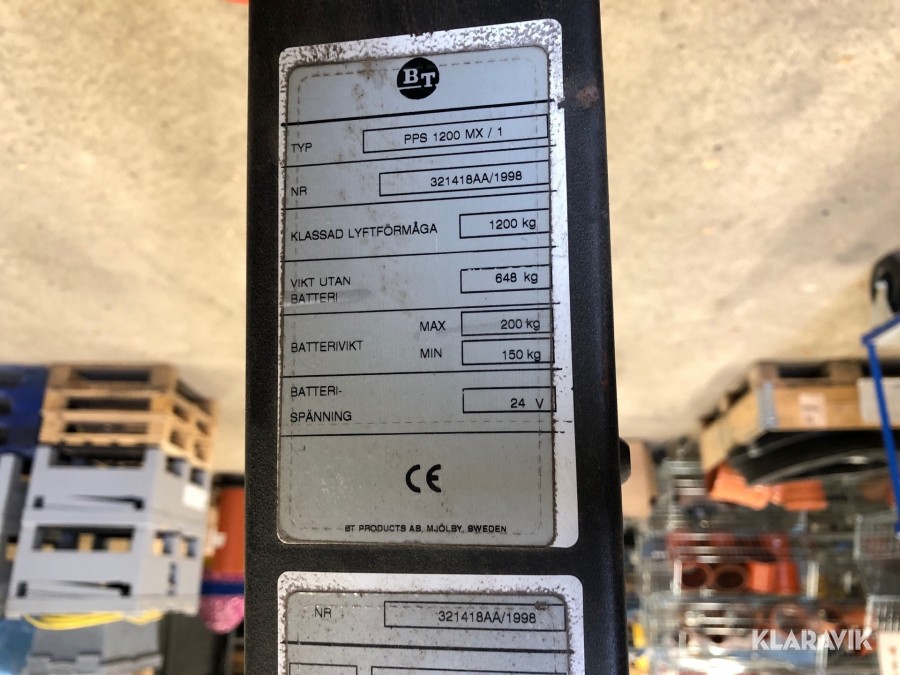 BT
TYP PPS 1200 MX / 1
NR 321418AA/1998
KLASSAD LYFTFÖRMÅGA 1200 kg
VIKT UTAN
BATTERI 648 kg
BATTERIVIKT MAX 200 kg
MIN 150 kg
BATTERI-
SPÄNNING 24 V
CE
BT PRODUCTS AB, MJÖLBY, SWEDEN
NR 321418AA/1998
KLARAVIK